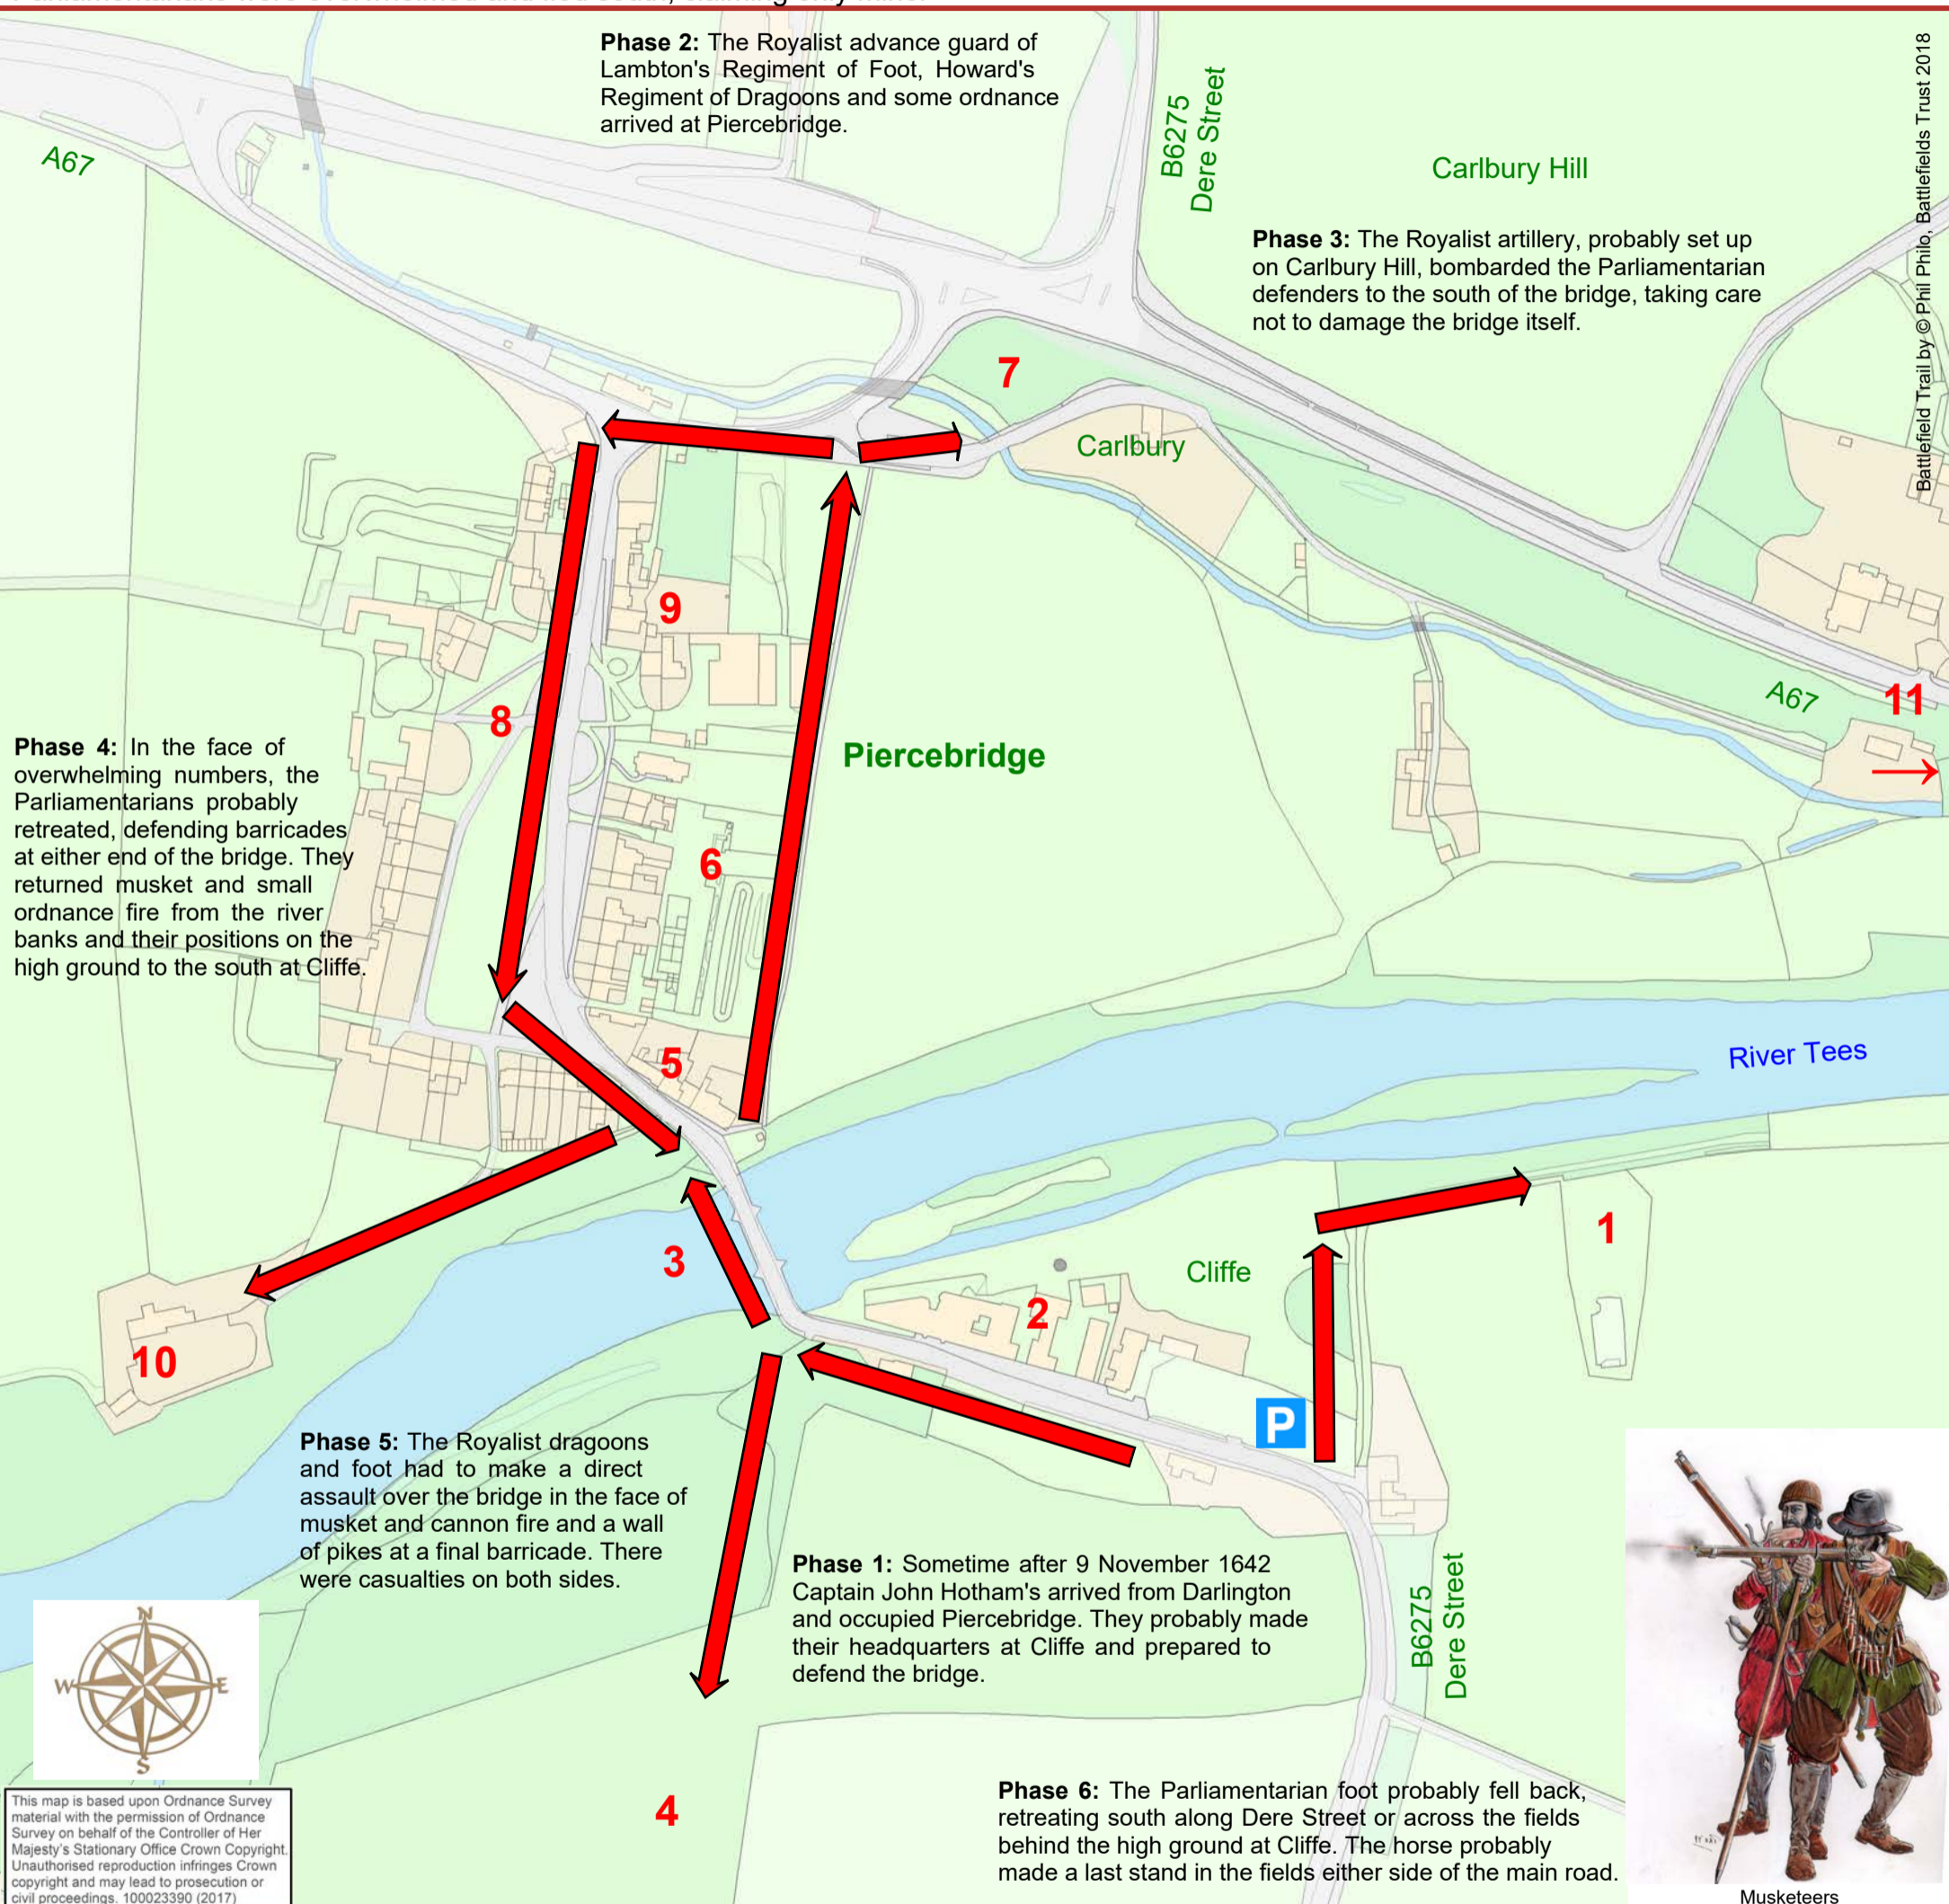 Phase 2: The Royalist advance guard of
Lambton's Regiment of Foot, Howard's
Regiment of Dragoons and some ordnance
arrived at Piercebridge.
B6275
Dere Street
Carlbury Hill
Battlefield Trail by © Phil Philo, Battlefields Trust 2018
A67
Phase 3: The Royalist artillery, probably set up
on Carlbury Hill, bombarded the Parliamentarian
defenders to the south of the bridge, taking care
not to damage the bridge itself.
7
Carlbury
9
8
A67
11
→
Piercebridge
Phase 4: In the face of
overwhelming numbers, the
Parliamentarians probably
retreated, defending barricades
at either end of the bridge. They
returned musket and small
ordnance fire from the river
banks and their positions on the
high ground to the south at Cliffe.
6
5
River Tees
3
1
Cliffe
2
10
P
Phase 5: The Royalist dragoons
and foot had to make a direct
assault over the bridge in the face of
musket and cannon fire and a wall
of pikes at a final barricade. There
were casualties on both sides.
Phase 1: Sometime after 9 November 1642
Captain John Hotham's arrived from Darlington
and occupied Piercebridge. They probably made
their headquarters at Cliffe and prepared to
defend the bridge.
B6275
Dere Street
N
W
E
S
4
Phase 6: The Parliamentarian foot probably fell back,
retreating south along Dere Street or across the fields
behind the high ground at Cliffe. The horse probably
made a last stand in the fields either side of the main road.
This map is based upon Ordnance Survey
material with the permission of Ordnance
Survey on behalf of the Controller of Her
Majesty's Stationary Office Crown Copyright.
Unauthorised reproduction infringes Crown
copyright and may lead to prosecution or
civil proceedings. 100023390 (2017)
Musketeers